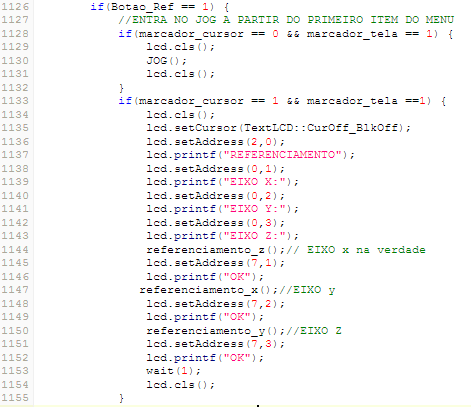 1126 if(Botao_Ref == 1) {
1127 //ENTRA NO JOG A PARTIR DO PRIMEIRO ITEM DO MENU
1128 if(marcador_cursor == 0 && marcador_tela == 1) {
1129 lcd.cls();
1130 JOG();
1131 lcd.cls();
1132 }
1133 if(marcador_cursor == 1 && marcador_tela ==1) {
1134 lcd.cls();
1135 lcd.setCursor(TextLCD::CurOff_BlkOff);
1136 lcd.setAddress(2,0);
1137 lcd.printf("REFERENCIAMENTO");
1138 lcd.setAddress(0,1);
1139 lcd.printf("EIXO X:");
1140 lcd.setAddress(0,2);
1141 lcd.printf("EIXO Y:");
1142 lcd.setAddress(0,3);
1143 lcd.printf("EIXO Z:");
1144 referenciamento_z();// EIXO x na verdade
1145 lcd.setAddress(7,1);
1146 lcd.printf("OK");
1147 referenciamento_x();//EIXO y
1148 lcd.setAddress(7,2);
1149 lcd.printf("OK");
1150 referenciamento_y();//EIXO Z
1151 lcd.setAddress(7,3);
1152 lcd.printf("OK");
1153 wait(1);
1154 lcd.cls();
1155 }